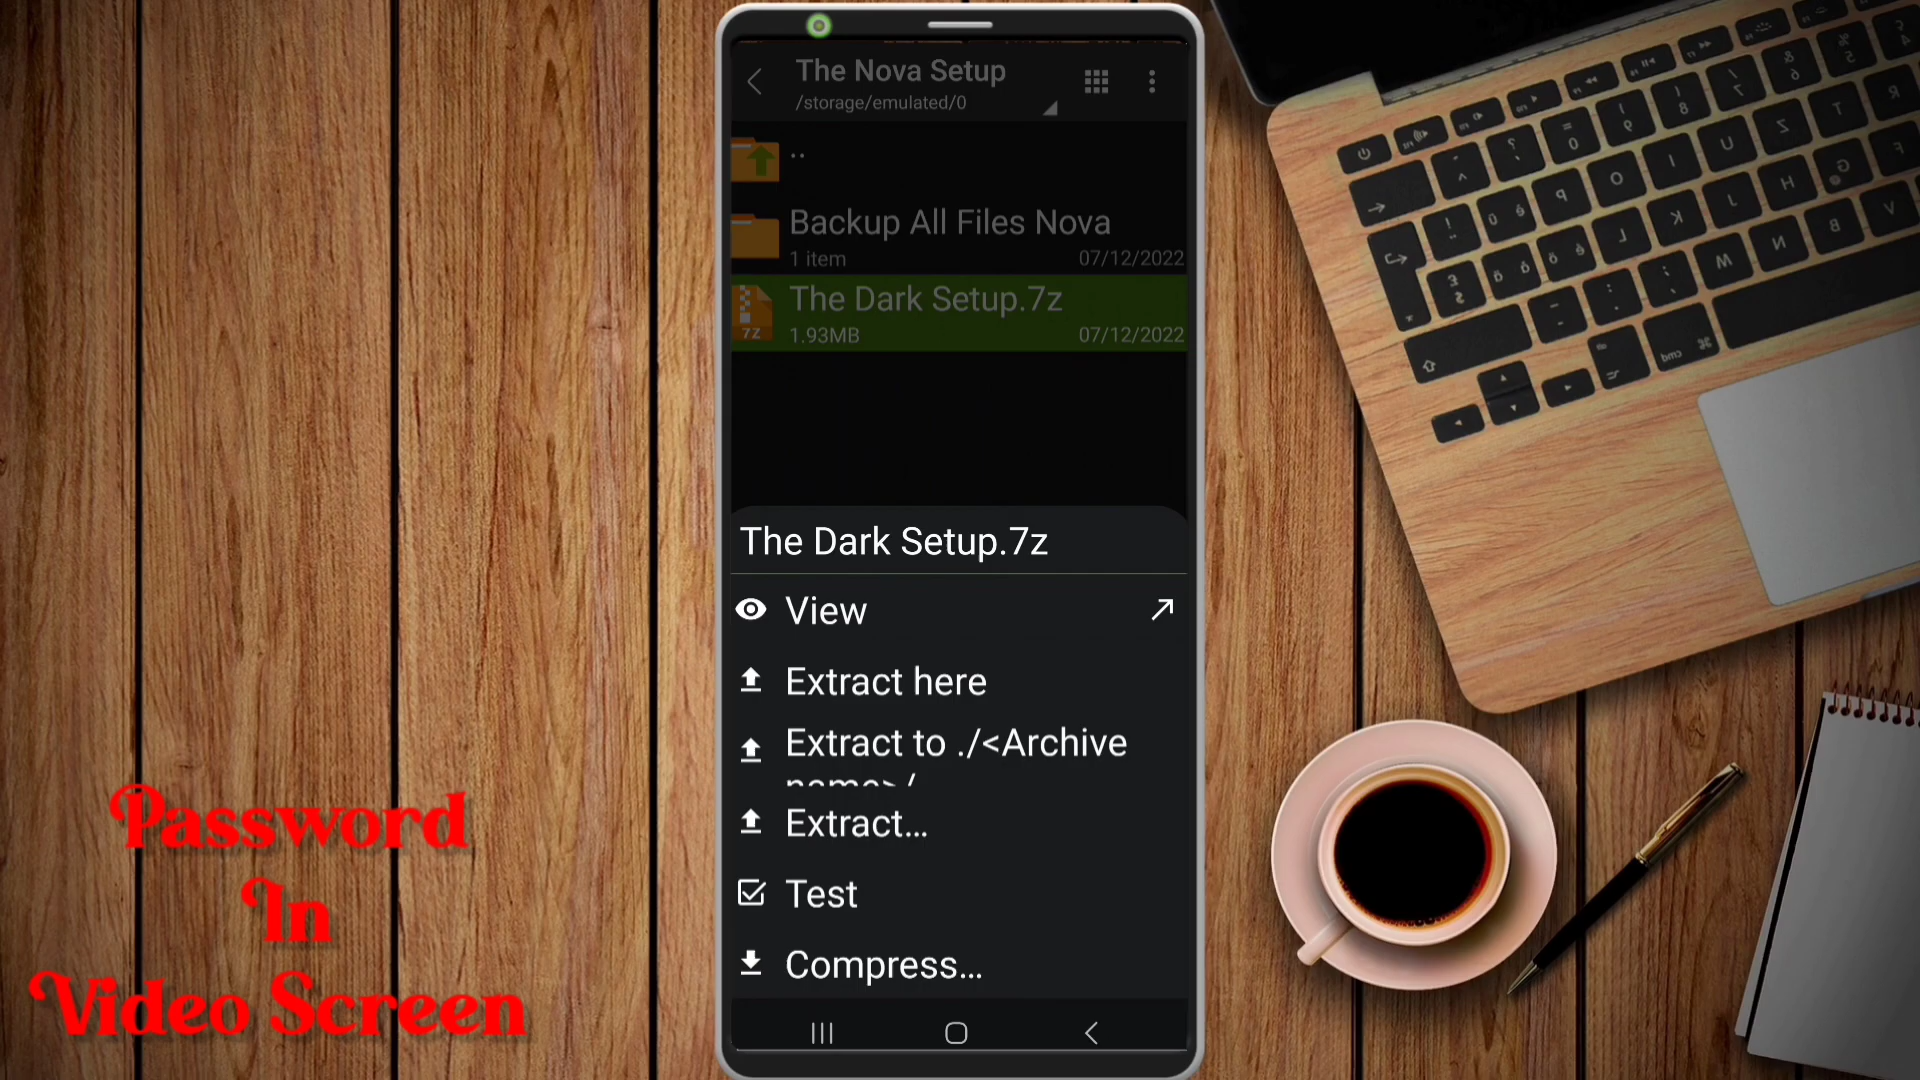 The Nova Setup
/storage/emulated/0
..
Backup All Files Nova
1 item 07/12/2022
The Dark Setup.7z
7Z
1.93MB 07/12/2022
The Dark Setup.7z
View
Extract here
Extract to ./<Archive
name>/
Extract...
Test
Compress...
Password
In
Video Screen